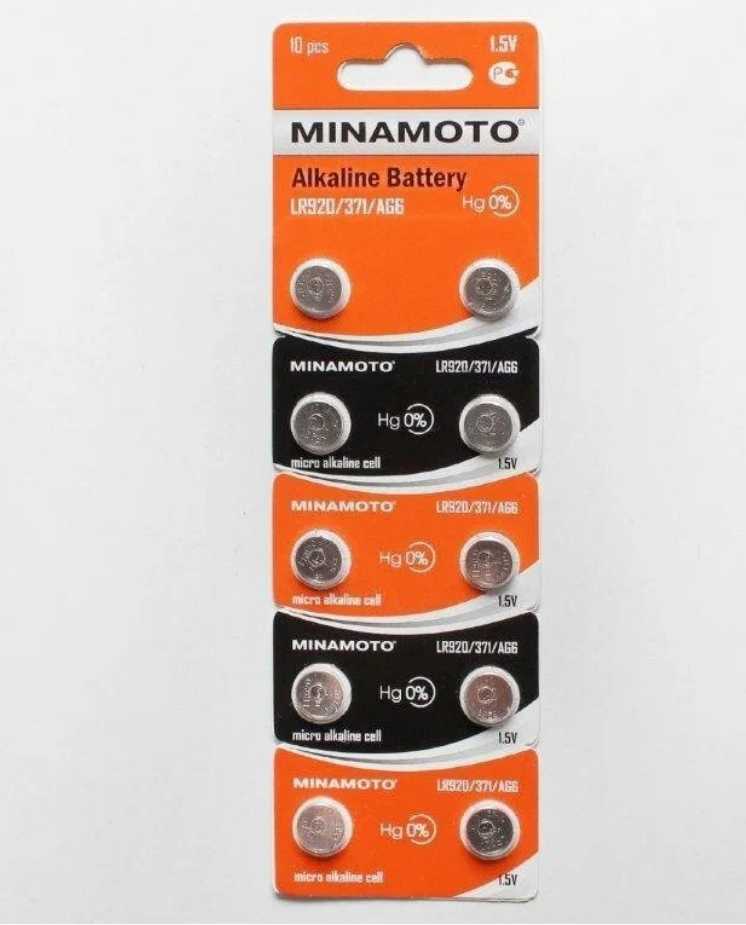 10 pcs 1.5V
MINAMOTO®
Alkaline Battery
LR920/371/AG6 Hg 0%
MINAMOTO® LR920/371/AG6
Hg 0%
micro alkaline cell 1.5V
MINAMOTO® LR920/371/AG6
Hg 0%
micro alkaline cell 1.5V
MINAMOTO® LR920/371/AG6
Hg 0%
micro alkaline cell 1.5V
MINAMOTO® LR920/371/AG6
Hg 0%
micro alkaline cell 1.5V